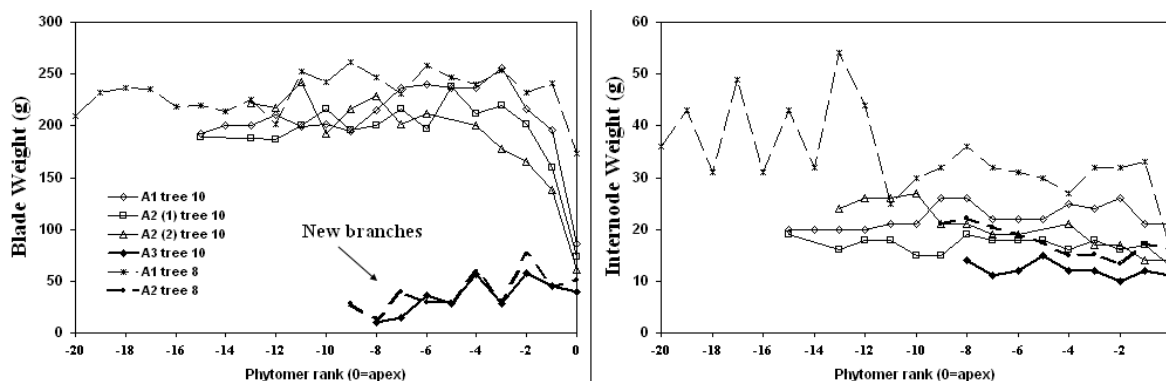 Blade Weight (g)
300
250
200
150
100
50
0
A1 tree 10
A2 (1) tree 10
A2 (2) tree 10
A3 tree 10
A1 tree 8
A2 tree 8
New branches
-20 -18 -16 -14 -12 -10 -8 -6 -4 -2 0
Phytomer rank (0=apex)
Internode Weight (g)
60
50
40
30
20
10
0
-20 -18 -16 -14 -12 -10 -8 -6 -4 -2
Phytomer rank (0=apex)